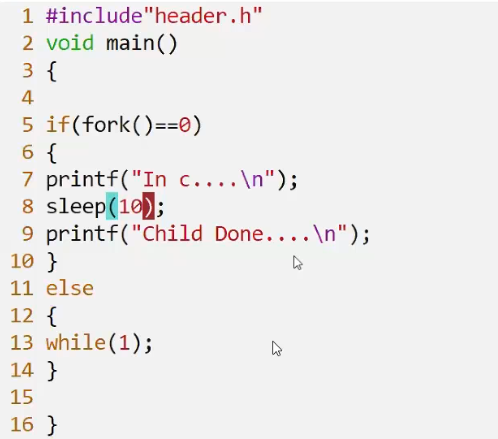 1 #include"header.h"
2 void main()
3 {
4
5 if(fork()==0)
6 {
7 printf("In c....\n");
8 sleep(10);
9 printf("Child Done....\n");
10 }
11 else
12 {
13 while(1);
14 }
15
16 }